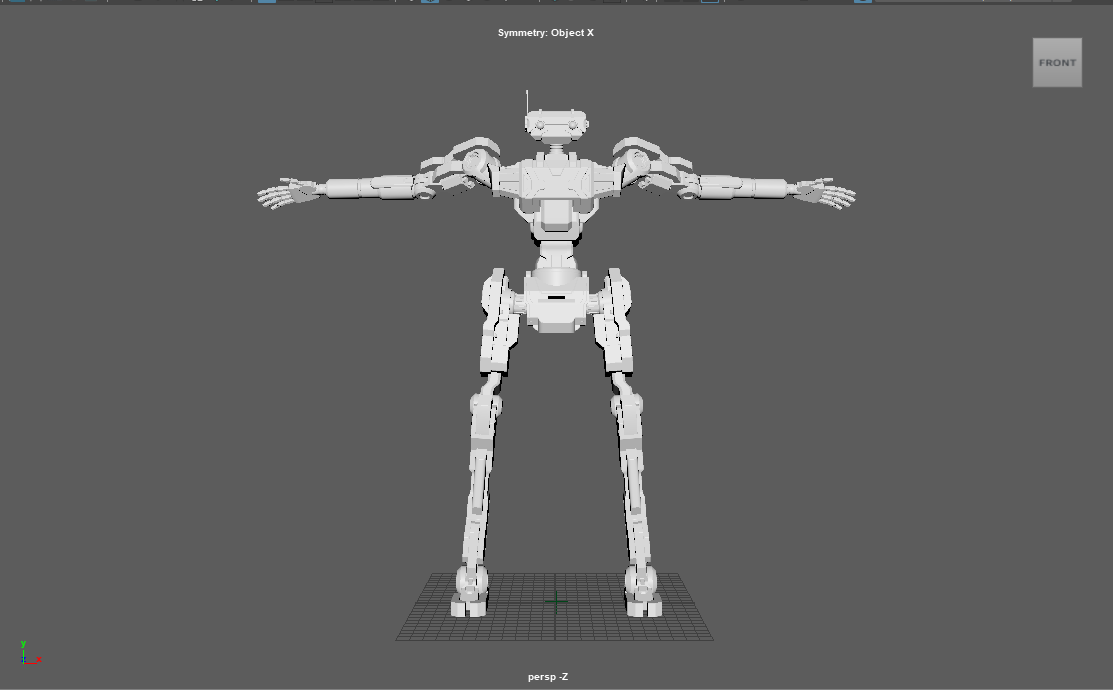 Symmetry: Object X
FRONT
y
z x
persp -Z